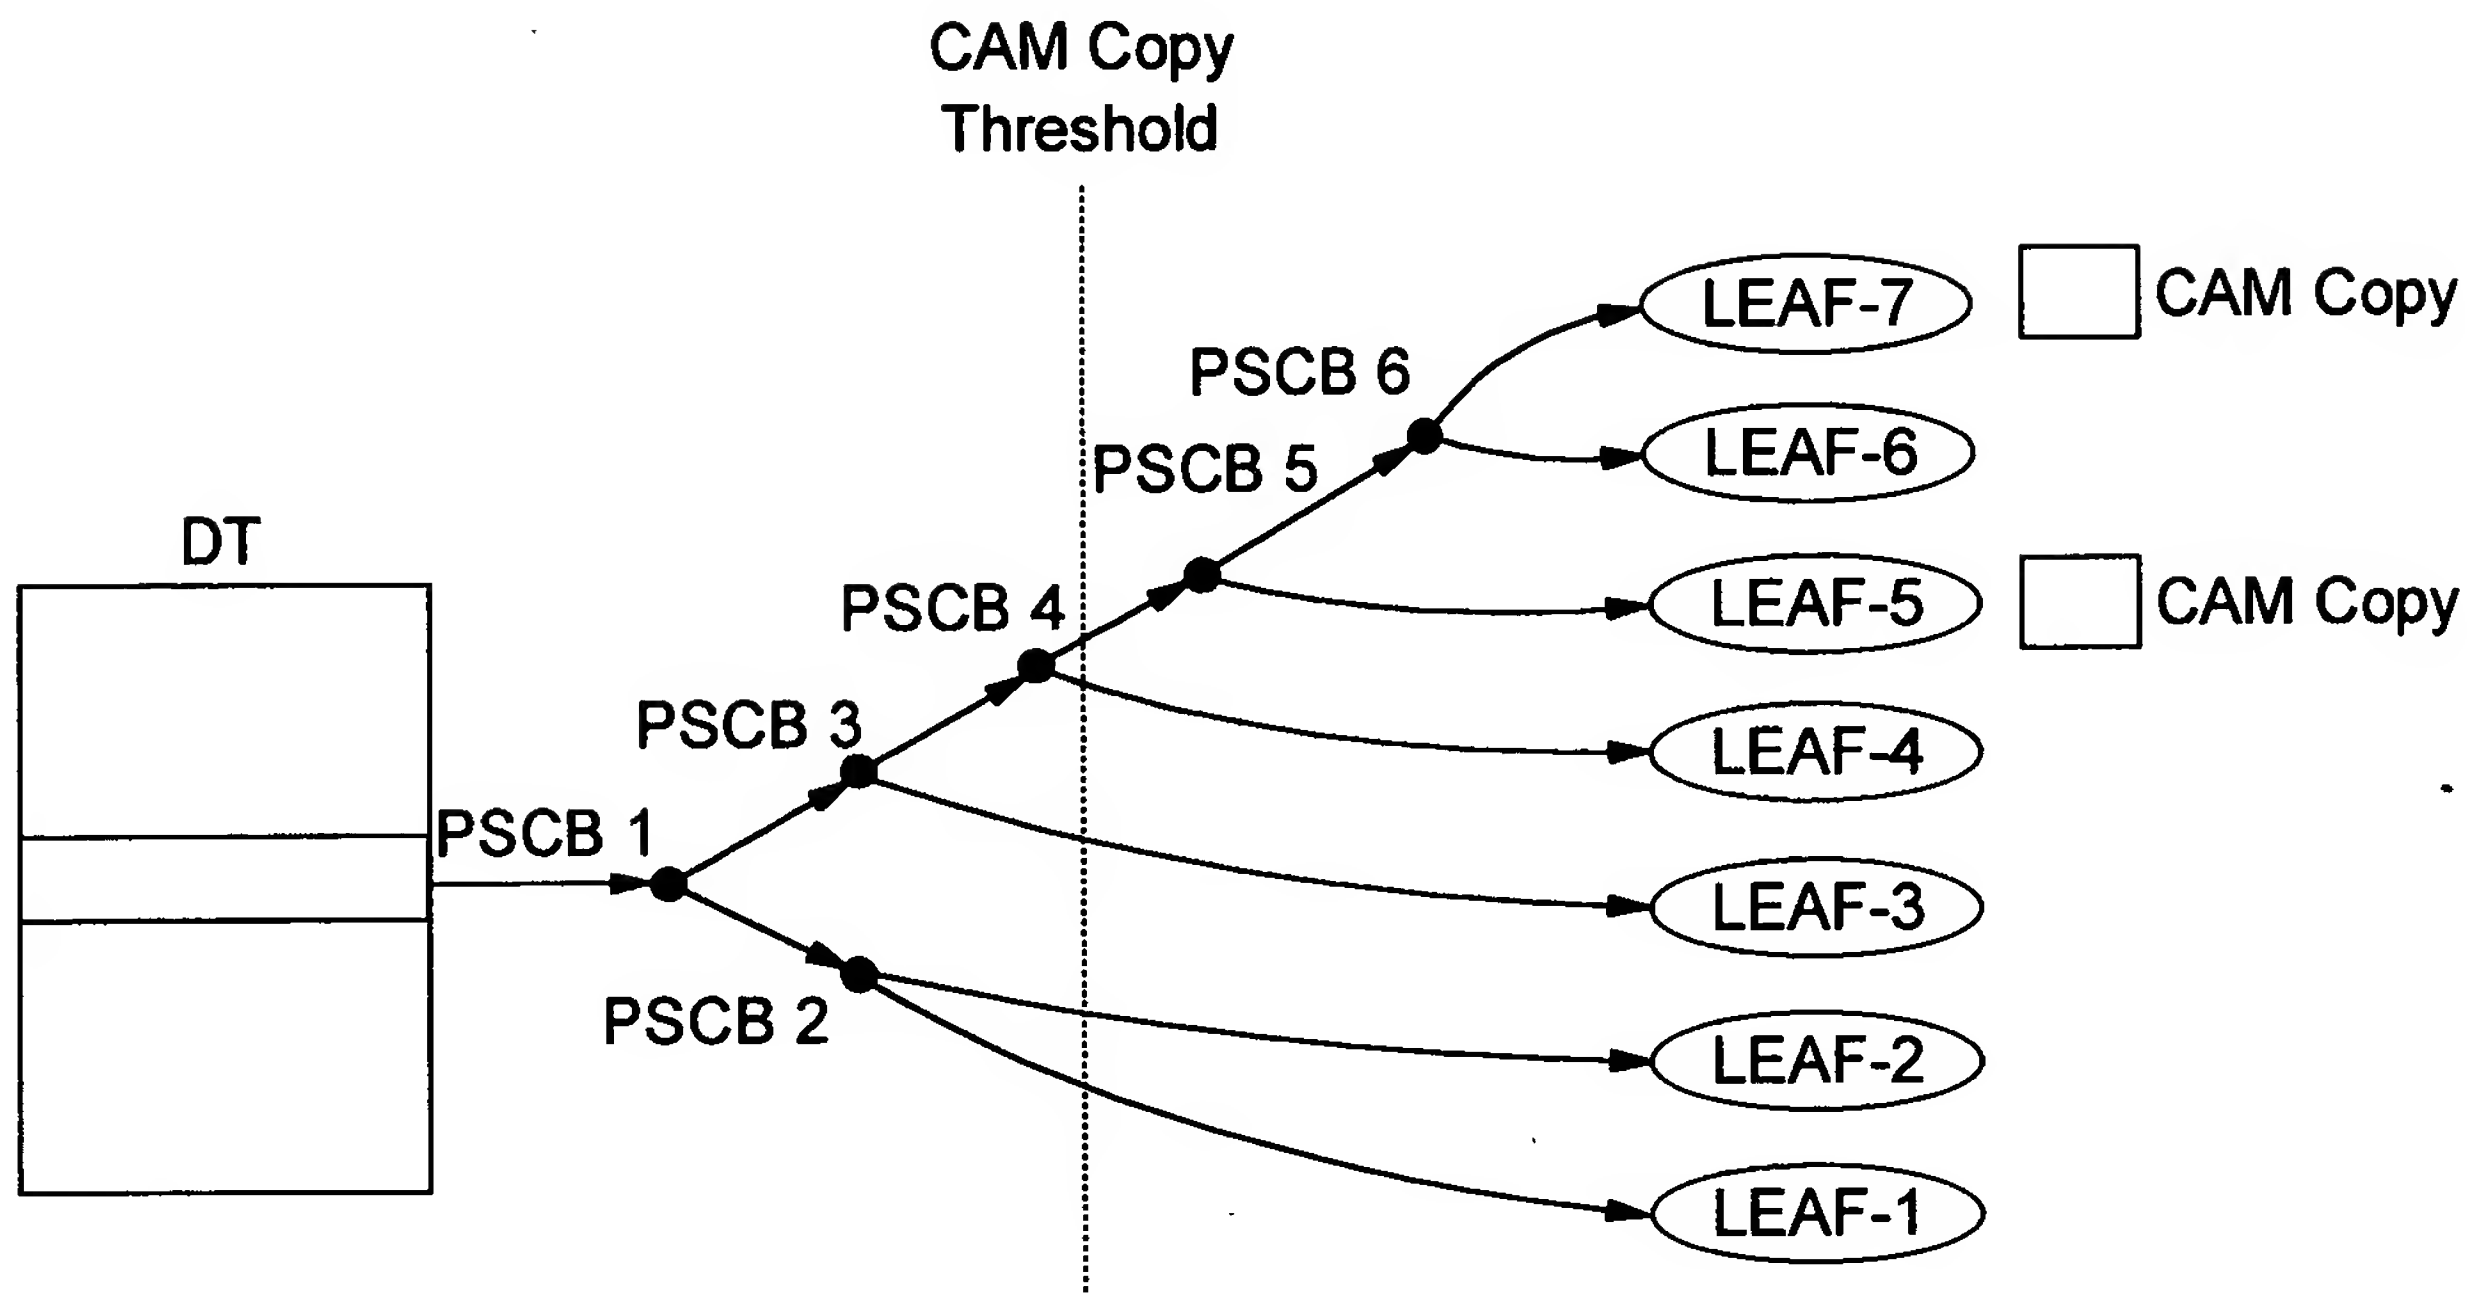 CAM Copy
Threshold
LEAF-7
CAM Copy
PSCB 6
LEAF-6
PSCB 5
DT
LEAF-5
CAM Copy
PSCB 4
PSCB 3
LEAF-4
PSCB 1
LEAF-3
PSCB 2
LEAF-2
LEAF-1